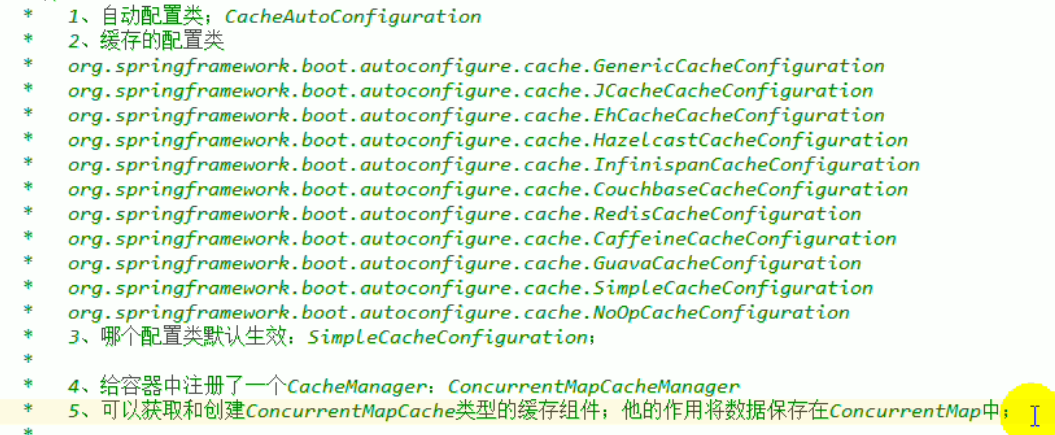 * 1、自动配置类；CacheAutoConfiguration
* 2、缓存的配置类
* org.springframework.boot.autoconfigure.cache.GenericCacheConfiguration
* org.springframework.boot.autoconfigure.cache.JCacheCacheConfiguration
* org.springframework.boot.autoconfigure.cache.EhCacheCacheConfiguration
* org.springframework.boot.autoconfigure.cache.HazelcastCacheConfiguration
* org.springframework.boot.autoconfigure.cache.InfinispanCacheConfiguration
* org.springframework.boot.autoconfigure.cache.CouchbaseCacheConfiguration
* org.springframework.boot.autoconfigure.cache.RedisCacheConfiguration
* org.springframework.boot.autoconfigure.cache.CaffeineCacheConfiguration
* org.springframework.boot.autoconfigure.cache.GuavaCacheConfiguration
* org.springframework.boot.autoconfigure.cache.SimpleCacheConfiguration
* org.springframework.boot.autoconfigure.cache.NoOpCacheConfiguration
* 3、哪个配置类默认生效：SimpleCacheConfiguration；
*
* 4、给容器中注册了一个CacheManager：ConcurrentMapCacheManager
* 5、可以获取和创建ConcurrentMapCache类型的缓存组件；他的作用将数据保存在ConcurrentMap中；
*